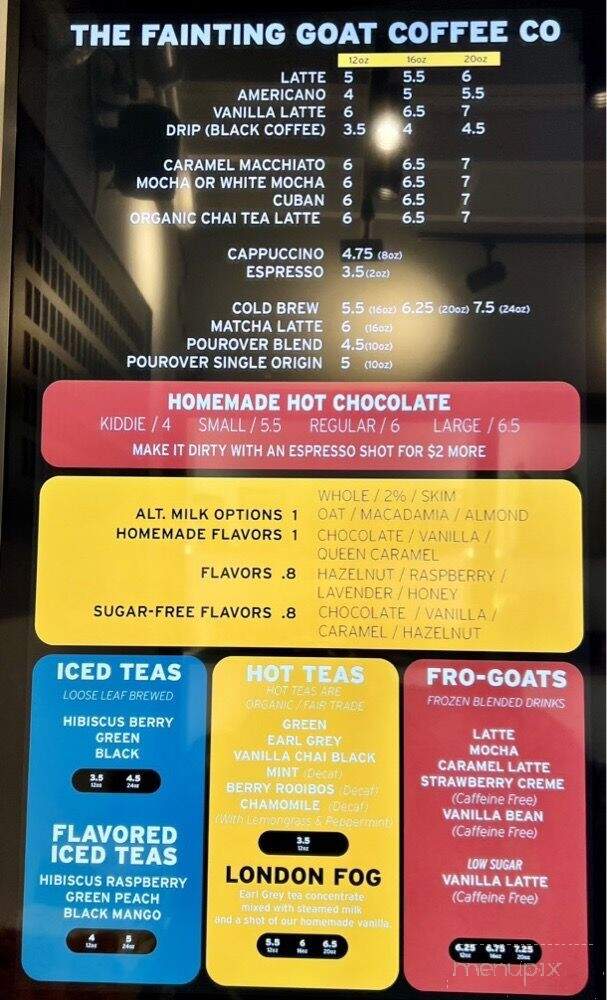 THE FAINTING GOAT COFFEE CO
12oz 16oz 20oz
LATTE 5 5.5 6
AMERICANO 4 5 5.5
VANILLA LATTE 6 6.5 7
DRIP (BLACK COFFEE) 3.5 4 4.5
CARAMEL MACCHIATO 6 6.5 7
MOCHA OR WHITE MOCHA 6 6.5 7
CUBAN 6 6.5 7
ORGANIC CHAI TEA LATTE 6 6.5 7
CAPPUCCINO 4.75 (8oz)
ESPRESSO 3.5 (2oz)
COLD BREW 5.5 (16oz) 6.25 (20oz) 7.5 (24oz)
MATCHA LATTE 6 (16oz)
POUROVER BLEND 4.5 (10oz)
POUROVER SINGLE ORIGIN 5 (10oz)
HOMEMADE HOT CHOCOLATE
KIDDIE / 4 SMALL / 5.5 REGULAR / 6 LARGE / 6.5
MAKE IT DIRTY WITH AN ESPRESSO SHOT FOR $2 MORE
WHOLE / 2% / SKIM
ALT. MILK OPTIONS 1 OAT / MACADAMIA / ALMOND
HOMEMADE FLAVORS 1 CHOCOLATE / VANILLA /
QUEEN CARAMEL
FLAVORS .8 HAZELNUT / RASPBERRY /
LAVENDER / HONEY
SUGAR-FREE FLAVORS .8 CHOCOLATE / VANILLA /
CARAMEL / HAZELNUT
ICED TEAS
LOOSE LEAF BREWED
HIBISCUS BERRY
GREEN
BLACK
3.5 4.5
12oz 24oz
FLAVORED
ICED TEAS
HIBISCUS RASPBERRY
GREEN PEACH
BLACK MANGO
4 5
12oz 24oz
HOT TEAS
HOT TEAS ARE
ORGANIC / FAIR TRADE
GREEN
EARL GREY
VANILLA CHAI BLACK
MINT (Decaf)
BERRY ROOIBOS (Decaf)
CHAMOMILE (Decaf)
(With Lemongrass & Peppermint)
3.5
12oz
LONDON FOG
Earl Grey tea concentrate
mixed with steamed milk
and a shot of our homemade vanilla.
5.5 6 6.5
12oz 16oz 20oz
FRO-GOATS
FROZEN BLENDED DRINKS
LATTE
MOCHA
CARAMEL LATTE
STRAWBERRY CREME
(Caffeine Free)
VANILLA BEAN
(Caffeine Free)
LOW SUGAR
VANILLA LATTE
(Caffeine Free)
6.25 6.75 7.25
12oz 16oz 20oz
menupix